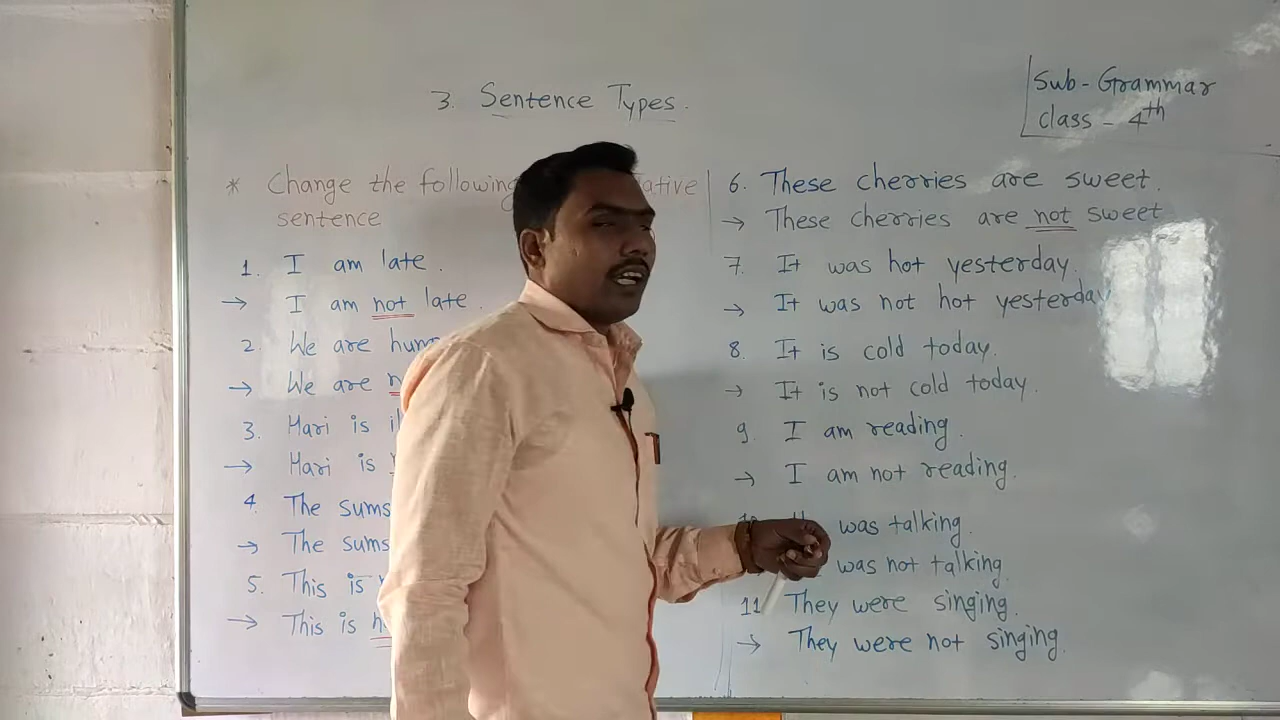 3. Sentence Types.
Sub - Grammar
Class - 4th
* Change the following
sentence
1. I am late.
→ I am not late.
2. We are
→ We are
3. Hari is
→ Hari is
4. The sums
→ The sums
5. This is
→ This is
6. These cherries are sweet.
→ These cherries are not sweet
7. It was hot yesterday.
→ It was not hot yesterday
8. It is cold today.
→ It is not cold today.
9. I am reading.
→ I am not reading.
was talking.
was not talking.
11 They were singing.
→ They were not singing.